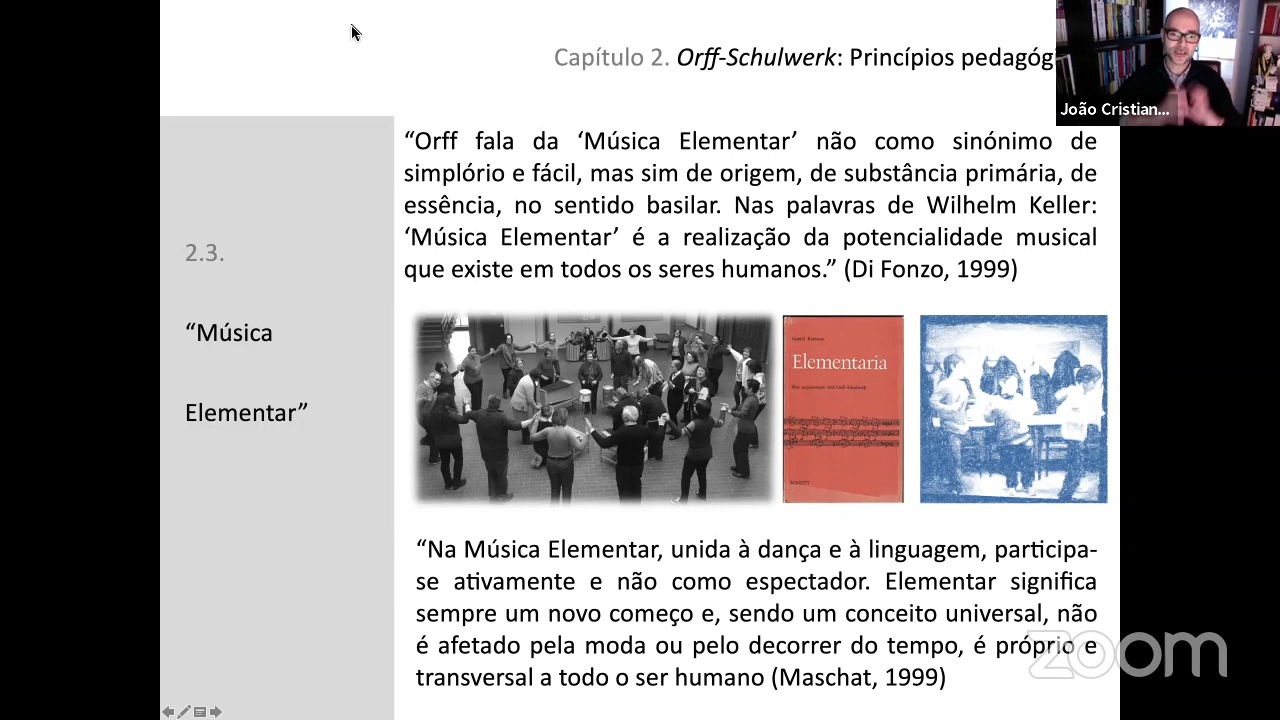 Capítulo 2. Orff-Schulwerk: Princípios pedagóg
João Cristian...
2.3.
“Música
Elementar”
“Orff fala da ‘Música Elementar’ não como sinónimo de
simplório e fácil, mas sim de origem, de substância primária, de
essência, no sentido basilar. Nas palavras de Wilhelm Keller:
‘Música Elementar’ é a realização da potencialidade musical
que existe em todos os seres humanos.” (Di Fonzo, 1999)
Elementaria
“Na Música Elementar, unida à dança e à linguagem, participa-
se ativamente e não como espectador. Elementar significa
sempre um novo começo e, sendo um conceito universal, não
é afetado pela moda ou pelo decorrer do tempo, é próprio e
transversal a todo o ser humano (Maschat, 1999)
zoom